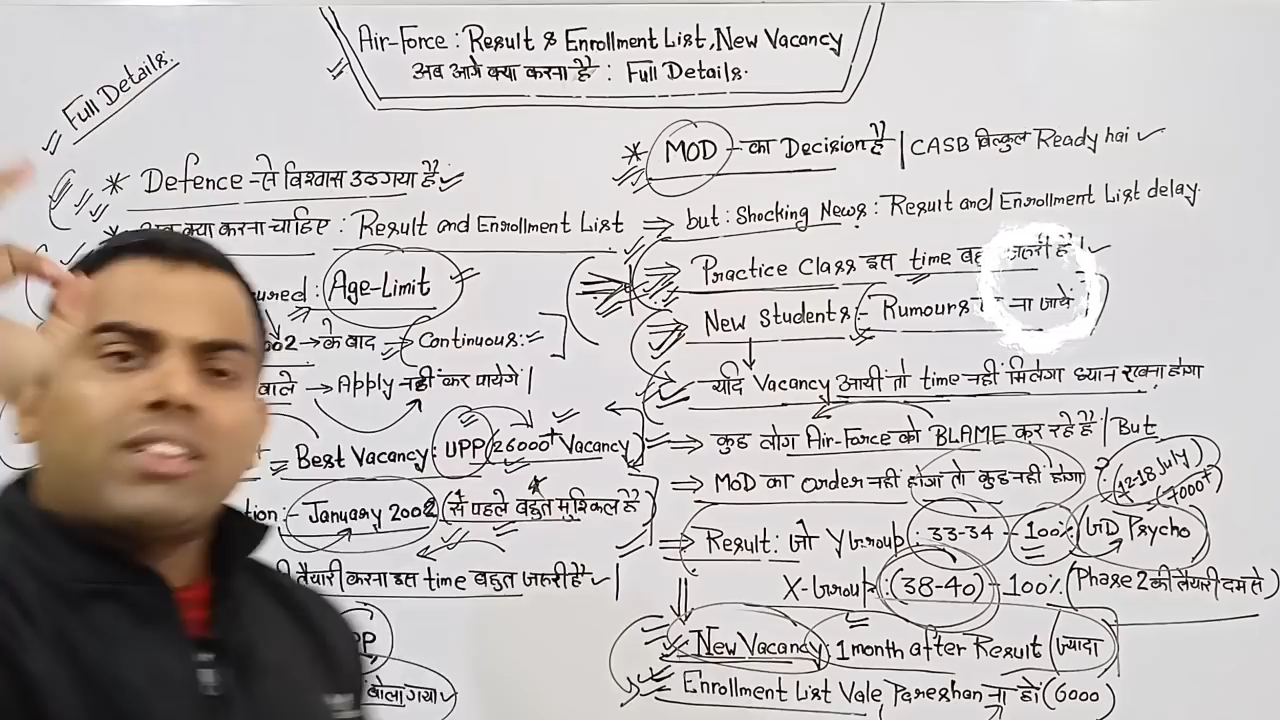 Air-Force : Result & Enrollment List, New Vacancy
अब आगे क्या करना है : Full Details.
Full Details.
* Defence से विश्वास उठ गया है
क्या करना चाहिए : Result and Enrollment List
Age-Limit
के बाद → Continuous :
वाले → Apply नहीं कर पायेगें |
Best Vacancy : UPP (26000+ Vacancy)
January 2002 (से पहले बहुत मुश्किल है)
तैयारी करना इस time बहुत जरुरी है |
बोला गया
* MOD का Decision है | CASB बिल्कुल Ready hai
⇒ but : Shocking News : Result and Enrollment List delay.
⇒ Practice Class इस time जरुरी है |
⇒ New Students - Rumours ना जाये
यदि Vacancy आयी तो time नहीं मिलेगा ध्यान रखना होगा
⇒ कुछ लोग Air-Force को BLAME कर रहे है | But
⇒ MoD का order नहीं होगा तो कुछ नहीं होगा ? (12-18 July) (7000+)
⇒ Result : जो Y Group : 33-34 - 100% (GD Psycho)
X-Group : (38-40) - 100% (Phase 2 की तैयारी दम से)
New Vacancy : 1 month after Result (ज्यादा)
Enrollment List Vale Pareshan ना हों (6000)